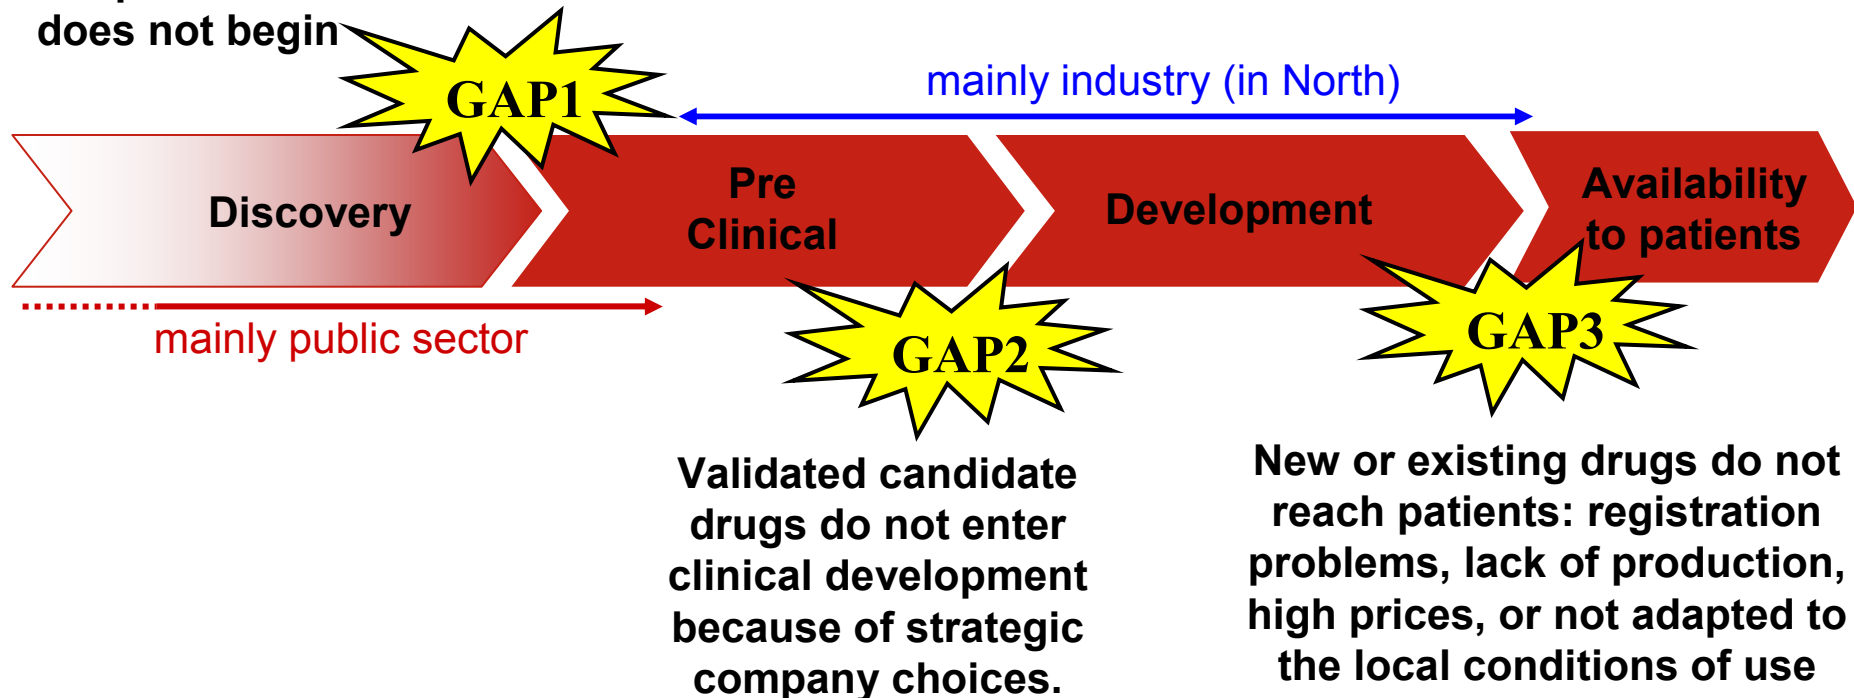 does not begin
GAP1
mainly industry (in North)
Discovery
Pre
Clinical
Development
Availability
to patients
mainly public sector
GAP2
GAP3
Validated candidate
drugs do not enter
clinical development
because of strategic
company choices.
New or existing drugs do not
reach patients: registration
problems, lack of production,
high prices, or not adapted to
the local conditions of use